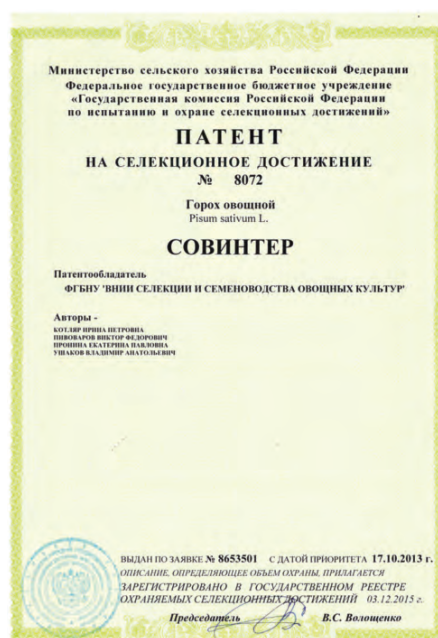 Министерство сельского хозяйства Российской Федерации
Федеральное государственное бюджетное учреждение
«Государственная комиссия Российской Федерации
по испытанию и охране селекционных достижений»
ПАТЕНТ
НА СЕЛЕКЦИОННОЕ ДОСТИЖЕНИЕ
№ 8072
Горох овощной
Pisum sativum L.
СОВИНТЕР
Патентообладатель
ФГБНУ 'ВНИИ СЕЛЕКЦИИ И СЕМЕНОВОДСТВА ОВОЩНЫХ КУЛЬТУР'
Авторы -
КОТЛЯР ИРИНА ПЕТРОВНА
ПИВОВАРОВ ВИКТОР ФЕДОРОВИЧ
ПРОНИНА ЕКАТЕРИНА ПАВЛОВНА
УШАКОВ ВЛАДИМИР АНАТОЛЬЕВИЧ
ВЫДАН ПО ЗАЯВКЕ № 8653501 С ДАТОЙ ПРИОРИТЕТА 17.10.2013 г.
ОПИСАНИЕ, ОПРЕДЕЛЯЮЩЕЕ ОБЪЕМ ОХРАНЫ, ПРИЛАГАЕТСЯ
ЗАРЕГИСТРИРОВАНО В ГОСУДАРСТВЕННОМ РЕЕСТРЕ
ОХРАНЯЕМЫХ СЕЛЕКЦИОННЫХ ДОСТИЖЕНИЙ 03.12.2015 г.
Председатель В.С. Волощенко